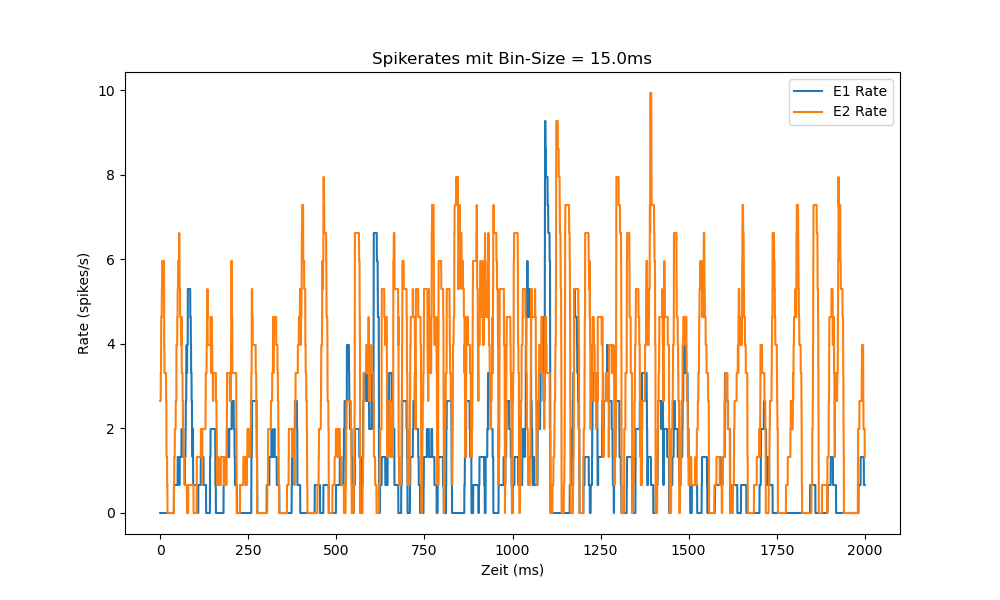 Spikerates mit Bin-Size = 15.0ms
E1 Rate
E2 Rate
10
8
6
4
2
0
Rate (spikes/s)
0 250 500 750 1000 1250 1500 1750 2000
Zeit (ms)